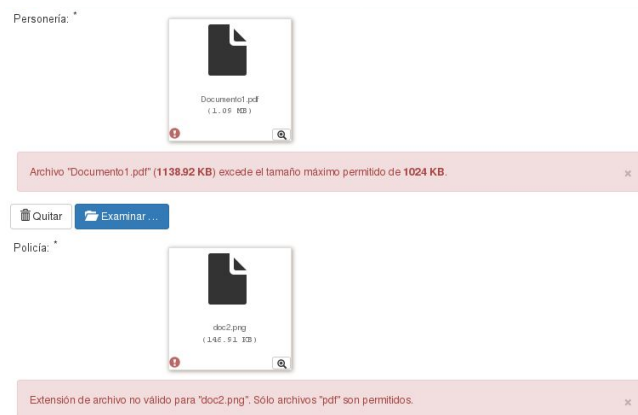 Personería: *
Documento1.pdf
(1.09 MB)
Archivo "Documento1.pdf" (1138.92 KB) excede el tamaño máximo permitido de 1024 KB.
×
Quitar
Examinar ...
Policía: *
doc2.png
(146.91 KB)
Extensión de archivo no válido para "doc2.png". Sólo archivos "pdf" son permitidos.
×